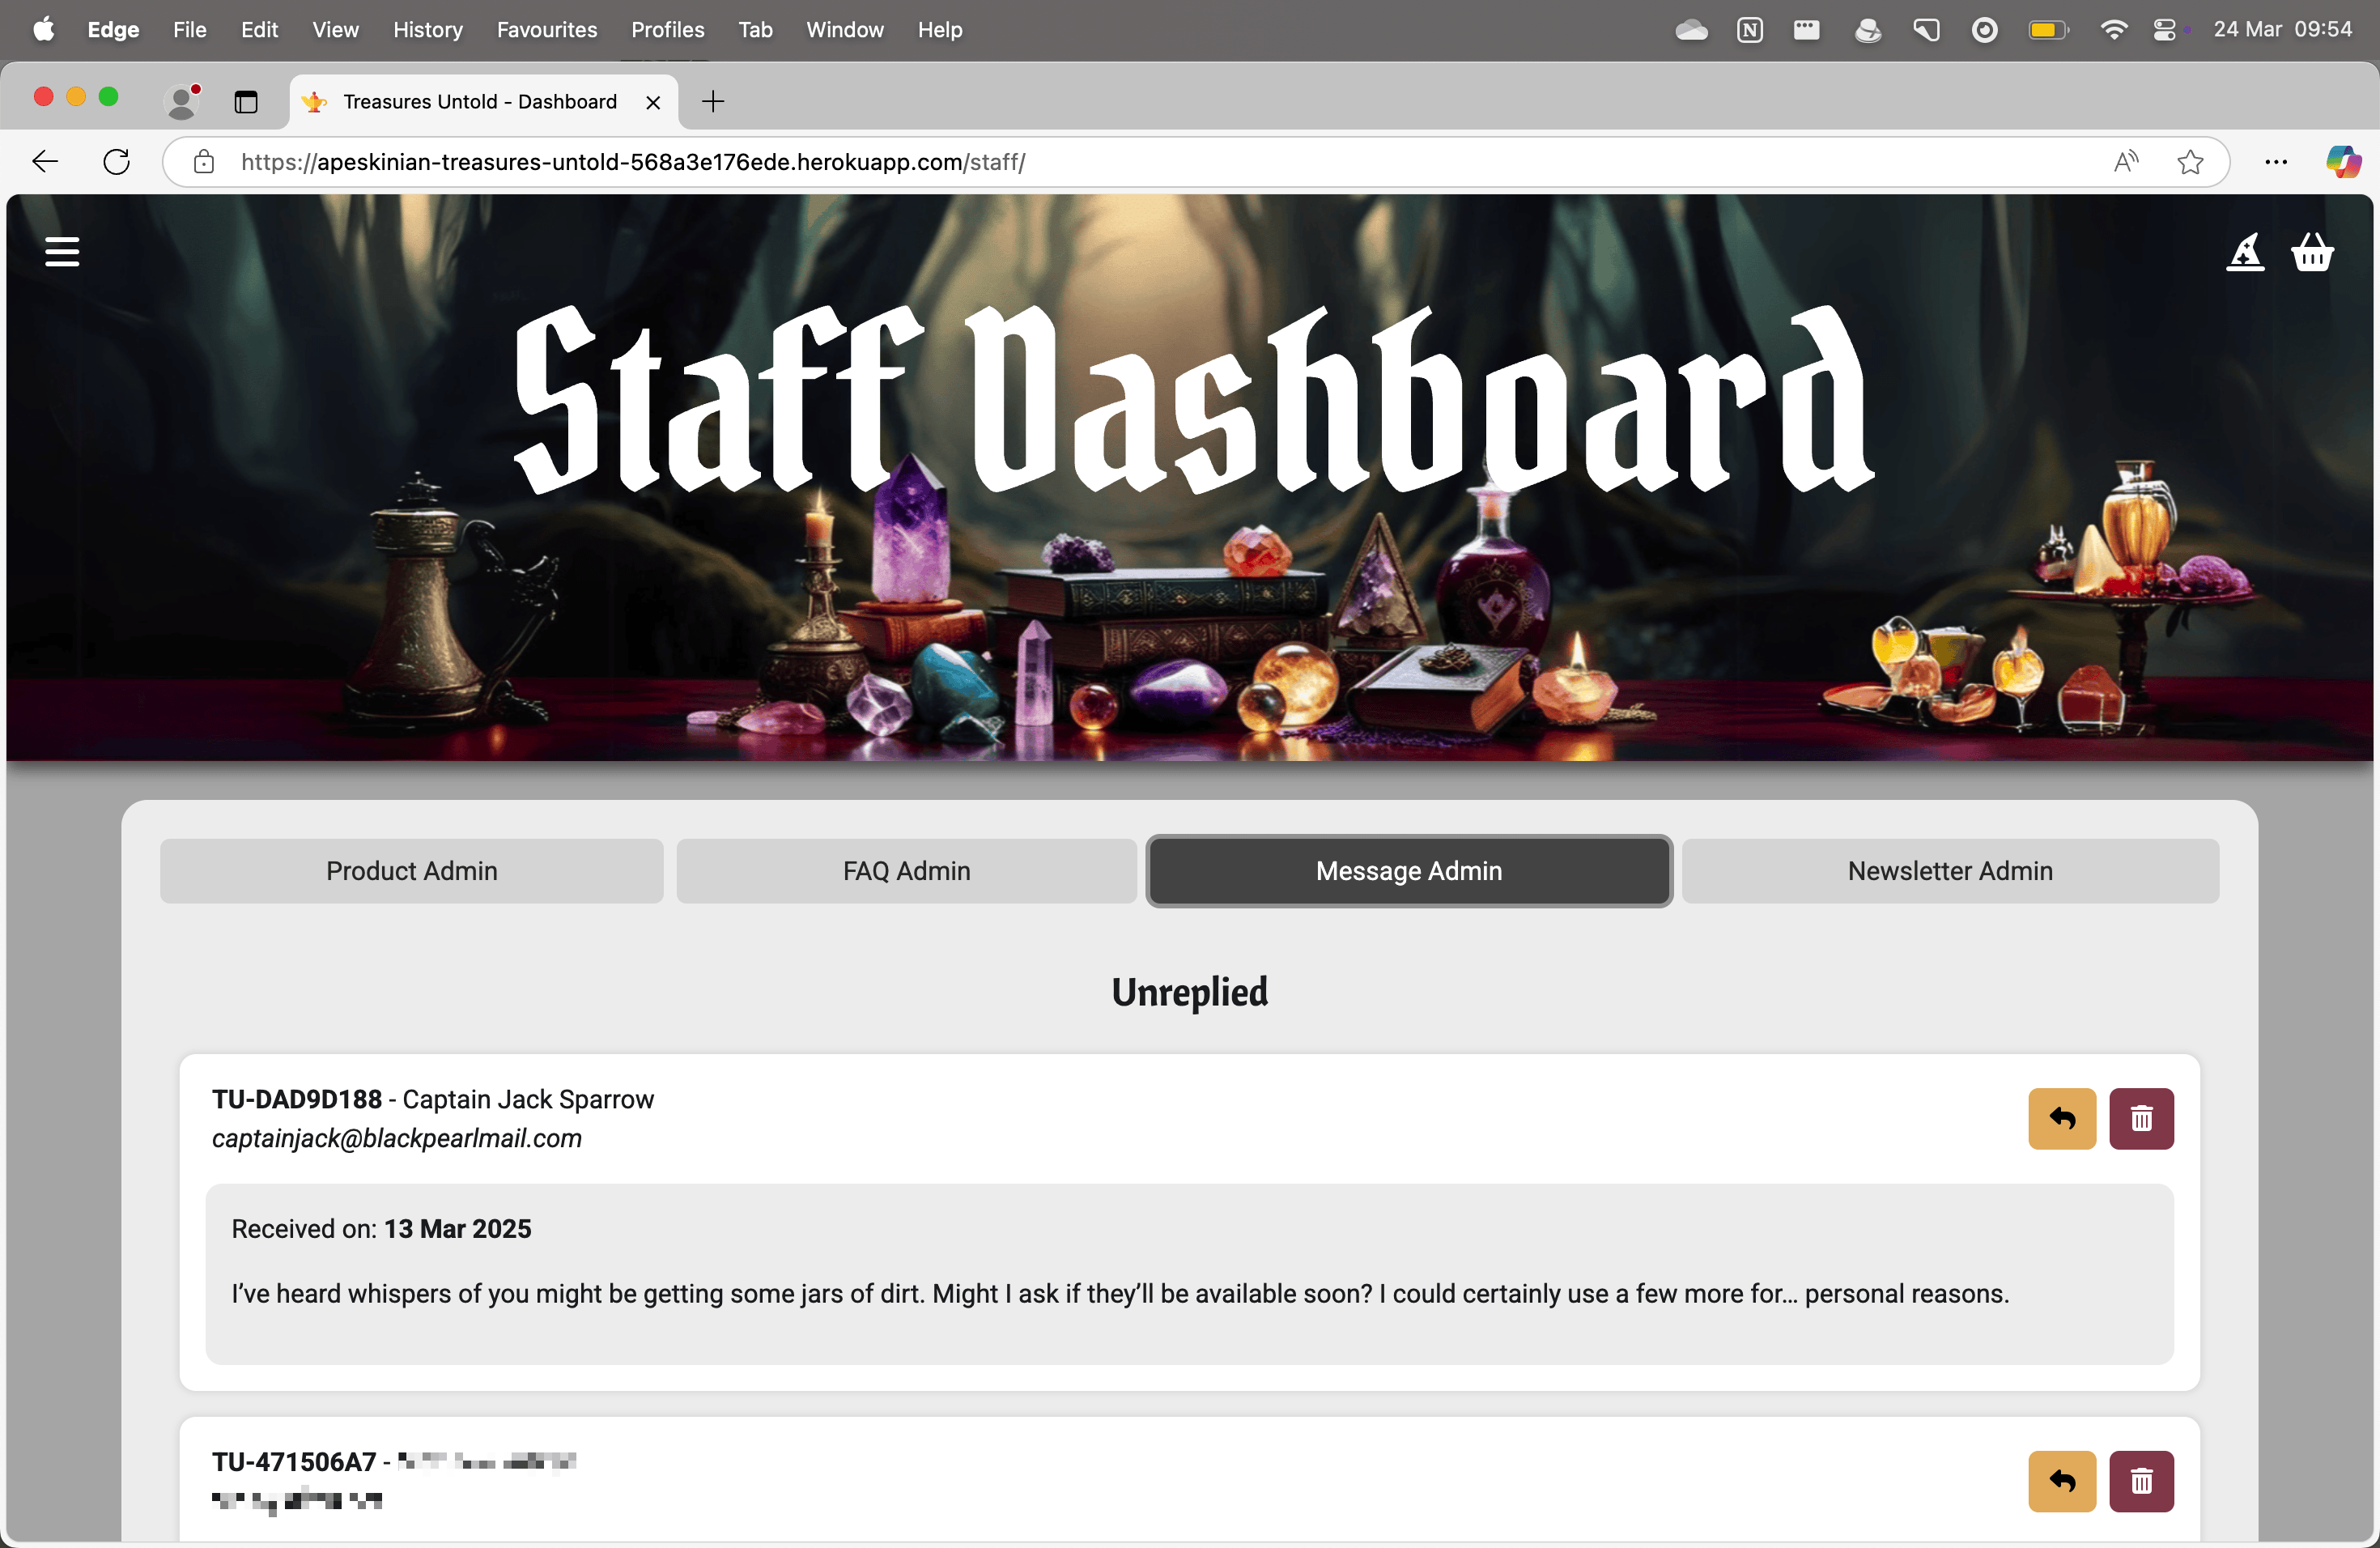 Edge File Edit View History Favourites Profiles Tab Window Help 24 Mar 09:54
Treasures Untold - Dashboard
https://apeskinian-treasures-untold-568a3e176ede.herokuapp.com/staff/
Staff Dashboard
Product Admin FAQ Admin Message Admin Newsletter Admin
Unreplied
TU-DAD9D188 - Captain Jack Sparrow
captainjack@blackpearlmail.com
Received on: 13 Mar 2025
I’ve heard whispers of you might be getting some jars of dirt. Might I ask if they’ll be available soon? I could certainly use a few more for... personal reasons.
TU-471506A7 -